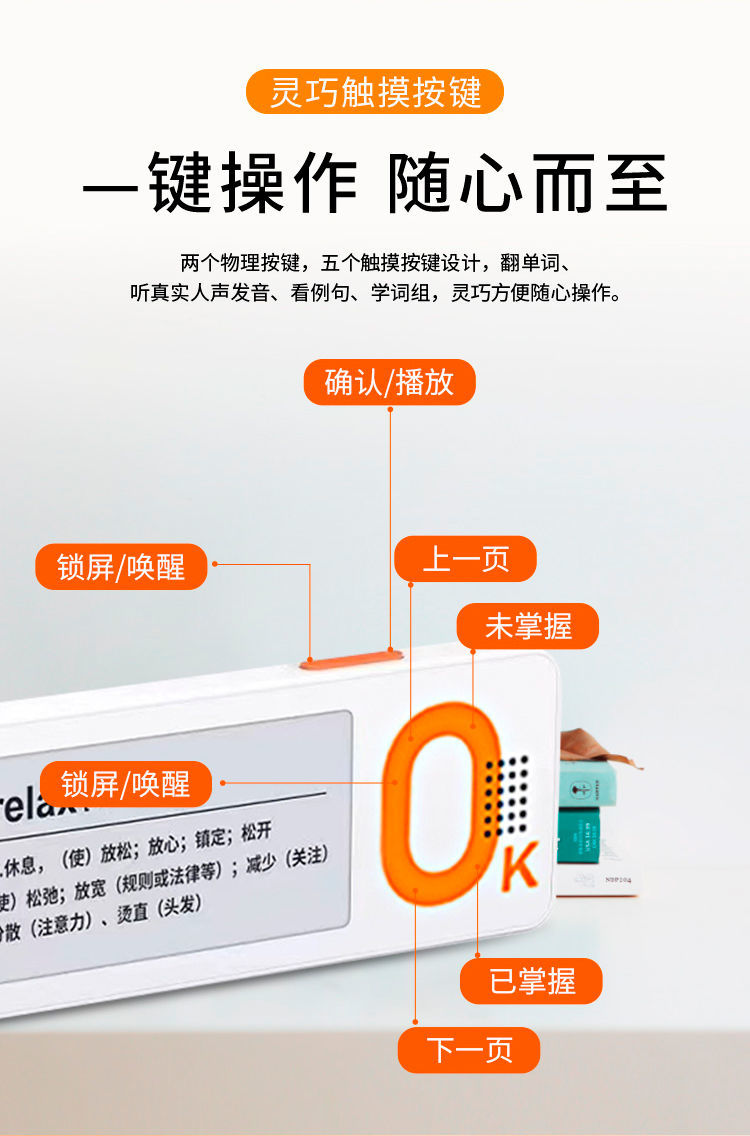 灵巧触摸按键
一键操作 随心而至
两个物理按键，五个触摸按键设计，翻单词、
听真实人声发音、看例句、学词组，灵巧方便随心操作。
确认/播放
锁屏/唤醒
上一页
未掌握
锁屏/唤醒
relax
.休息，（使）放松；放心；镇定；松开
使）松弛；放宽（规则或法律等）；减少（关注）
分散（注意力）、烫直（头发）
K
NDP204
已掌握
下一页